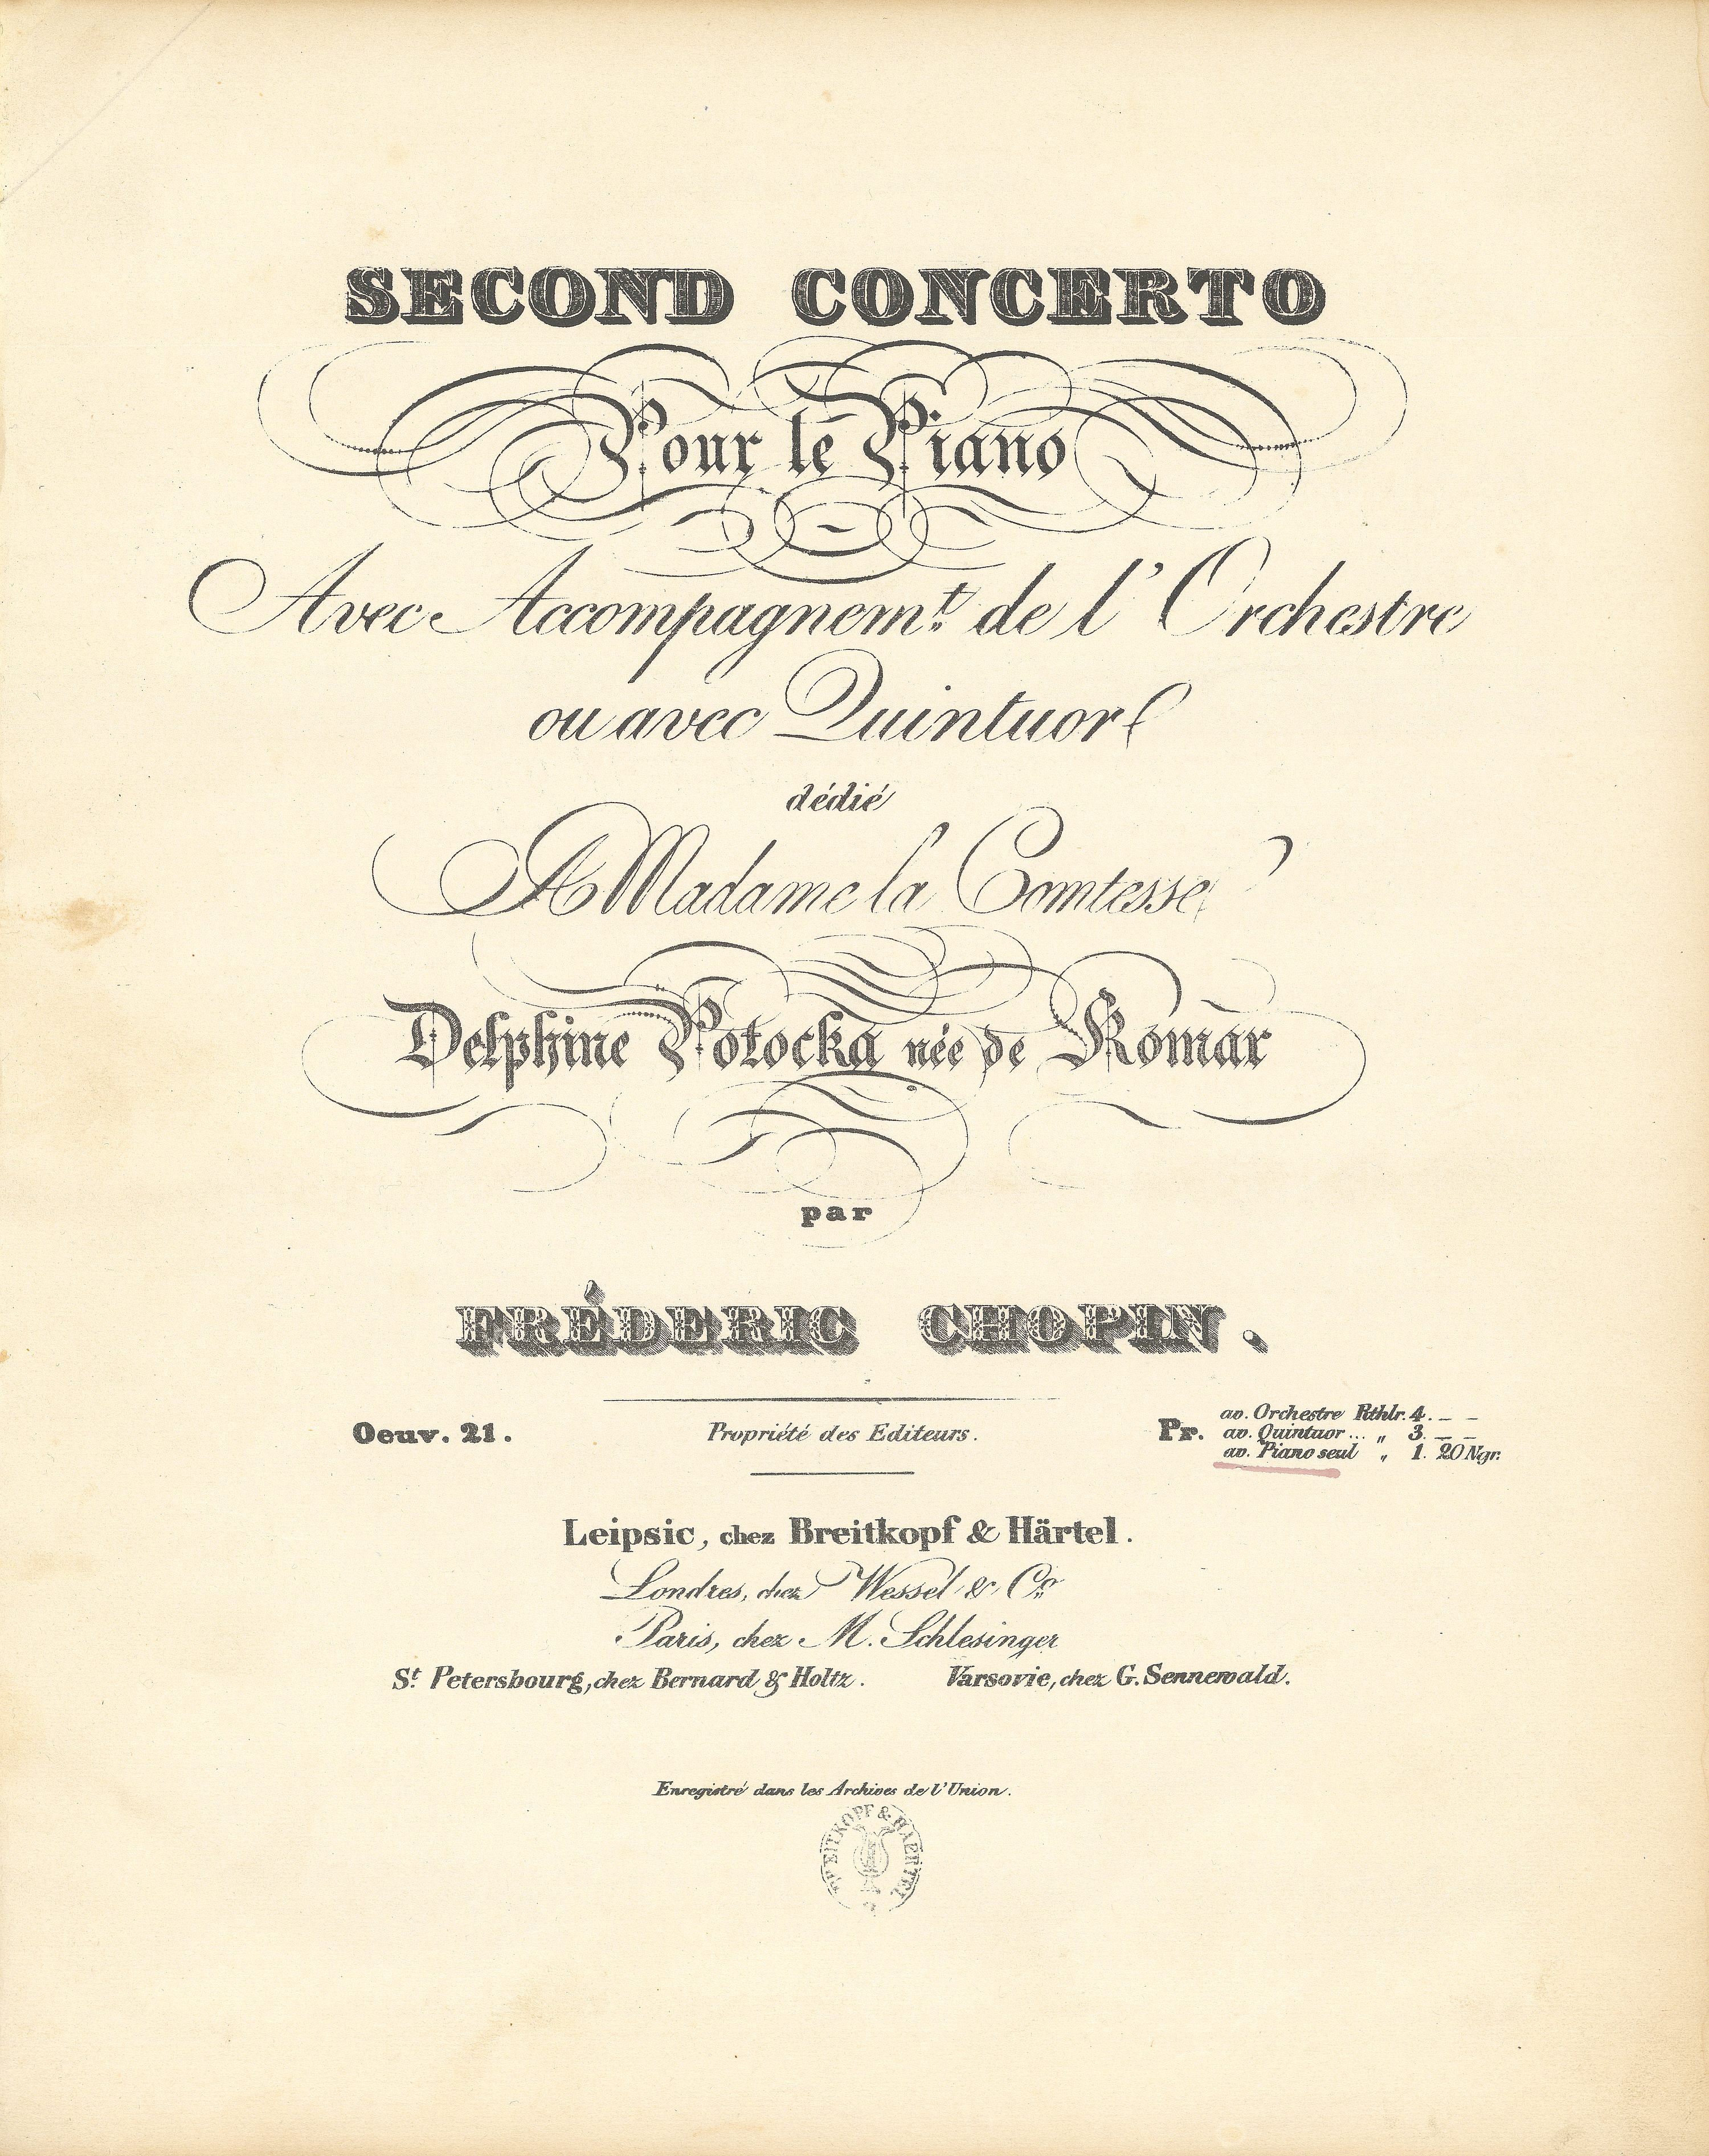 SECOND CONCERTO
Pour le Piano
Avec Accompagnemt. de l'Orchestre
ou avec Quintuor
dédié
A Madame la Comtesse
Delphine Potocka née de Komar
par
FRÉDERIC CHOPIN.
Oeuv. 21.
Propriété des Editeurs.
Pr. av. Orchestre Rthlr. 4. _ _
av. Quintuor... „ 3. _ _
av. Piano seul „ 1. 20 Ngr.
Leipsic, chez Breitkopf & Härtel.
Londres, chez Wessel & Co.
Paris, chez M. Schlesinger
St. Petersbourg, chez Bernard & Holtz. Varsovie, chez G. Sennewald.
Enregistré dans les Archives de l'Union.
BREITKOPF & HAERTEL